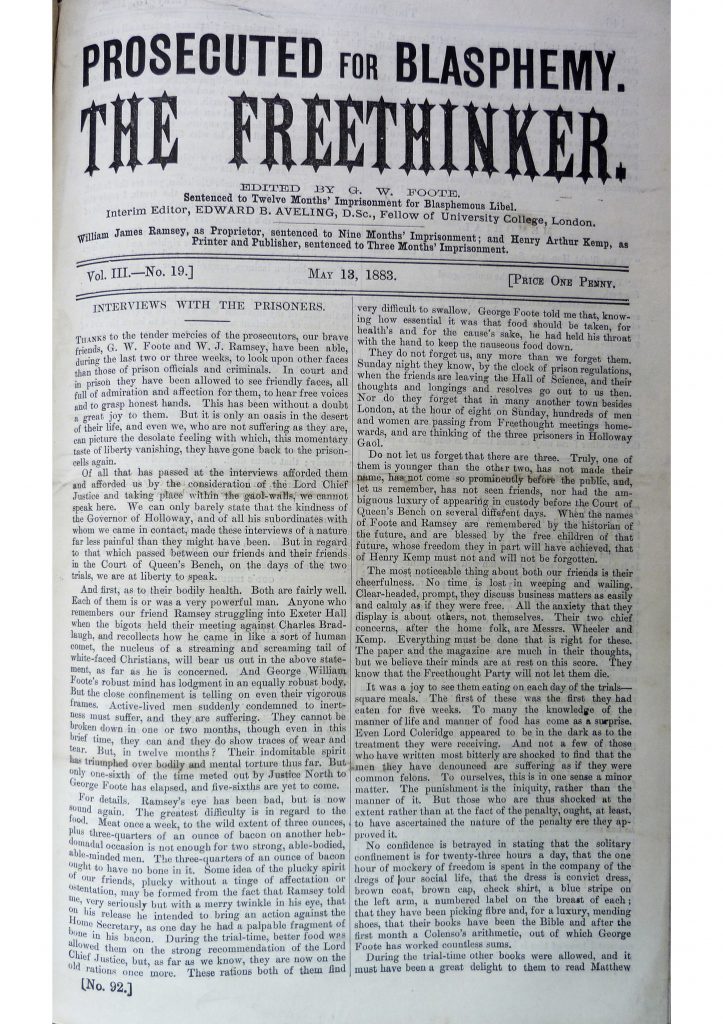 PROSECUTED FOR BLASPHEMY.
THE FREETHINKER.
EDITED BY G. W. FOOTE.
Sentenced to Twelve Months' Imprisonment for Blasphemous Libel.
Interim Editor, EDWARD B. AVELING, D.Sc., Fellow of University College, London.
William James Ramsey, as Proprietor, sentenced to Nine Months' Imprisonment; and Henry Arthur Kemp, as
Printer and Publisher, sentenced to Three Months' Imprisonment.
Vol. III.—No. 19.]
MAY 13, 1883.
[PRICE ONE PENNY.
INTERVIEWS WITH THE PRISONERS.
THANKS to the tender mercies of the prosecutors, our brave
friends, G. W. Foote and W. J. Ramsey, have been able,
during the last two or three weeks, to look upon other faces
than those of prison officials and criminals. In court and
in prison they have been allowed to see friendly faces, all
full of admiration and affection for them, to hear free voices
and to grasp honest hands. This has been without a doubt
a great joy to them. But it is only an oasis in the desert
of their life, and even we, who are not suffering as they are,
can picture the desolate feeling with which, this momentary
taste of liberty vanishing, they have gone back to the prison-
cells again.
Of all that has passed at the interviews afforded them
and afforded us by the consideration of the Lord Chief
Justice and taking place within the gaol-walls, we cannot
speak here. We can only barely state that the kindness of
the Governor of Holloway, and of all his subordinates with
whom we came in contact, made these interviews of a nature
far less painful than they might have been. But in regard
to that which passed between our friends and their friends
in the Court of Queen's Bench, on the days of the two
trials, we are at liberty to speak.
And first, as to their bodily health. Both are fairly well.
Each of them is or was a very powerful man. Anyone who
remembers our friend Ramsey struggling into Exeter Hall
when the bigots held their meeting against Charles Brad-
laugh, and recollects how he came in like a sort of human
comet, the nucleus of a streaming and screaming tail of
white-faced Christians, will bear us out in the above state-
ment, as far as he is concerned. And George William
Foote's robust mind has lodgment in an equally robust body.
But the close confinement is telling on even their vigorous
frames. Active-lived men suddenly condemned to inert-
ness must suffer, and they are suffering. They cannot be
broken down in one or two months, though even in this
brief time, they can and they do show traces of wear and
tear. But, in twelve months? Their indomitable spirit
has triumphed over bodily and mental torture thus far. But
only one-sixth of the time meted out by Justice North to
George Foote has elapsed, and five-sixths are yet to come.
For details. Ramsey's eye has been bad, but is now
sound again. The greatest difficulty is in regard to the
food. Meat once a week, to the wild extent of three ounces,
plus three-quarters of an ounce of bacon on another heb-
domadal occasion is not enough for two strong, able-bodied,
able-minded men. The three-quarters of an ounce of bacon
ought to have no bone in it. Some idea of the plucky spirit
of our friends, plucky without a tinge of affectation or
ostentation, may be formed from the fact that Ramsey told
me, very seriously but with a merry twinkle in his eye, that
on his release he intended to bring an action against the
Home Secretary, as one day he had a palpable fragment of
bone in his bacon. During the trial-time, better food was
allowed them on the strong recommendation of the Lord
Chief Justice, but, as far as we know, they are now on the
old rations once more. These rations both of them find
[No. 92.]
very difficult to swallow. George Foote told me that, know-
ing how essential it was that food should be taken, for
health's and for the cause's sake, he had held his throat
with the hand to keep the nauseous food down.
They do not forget us, any more than we forget them.
Sunday night they know, by the clock of prison regulations,
when the friends are leaving the Hall of Science, and their
thoughts and longings and resolves go out to us then.
Nor do they forget that in many another town besides
London, at the hour of eight on Sunday, hundreds of men
and women are passing from Freethought meetings home-
wards, and are thinking of the three prisoners in Holloway
Gaol.
Do not let us forget that there are three. Truly, one of
them is younger than the other two, has not made their
name, has not come so prominently before the public, and,
let us remember, has not seen friends, nor had the am-
biguous luxury of appearing in custody before the Court of
Queen's Bench on several different days. When the names
of Foote and Ramsey are remembered by the historian of
the future, and are blessed by the free children of that
future, whose freedom they in part will have achieved, that
of Henry Kemp must not and will not be forgotten.
The most noticeable thing about both our friends is their
cheerfulness. No time is lost in weeping and wailing.
Clear-headed, prompt, they discuss business matters as easily
and calmly as if they were free. All the anxiety that they
display is about others, not themselves. Their two chief
concerns, after the home folk, are Messrs. Wheeler and
Kemp. Everything must be done that is right for these.
The paper and the magazine are much in their thoughts,
but we believe their minds are at rest on this score. They
know that the Freethought Party will not let them die.
It was a joy to see them eating on each day of the trials—
square meals. The first of these was the first they had
eaten for five weeks. To many the knowledge of the
manner of life and manner of food has come as a surprise.
Even Lord Coleridge appeared to be in the dark as to the
treatment they were receiving. And not a few of those
who have written most bitterly are shocked to find that the
men they have denounced are suffering as if they were
common felons. To ourselves, this is in one sense a minor
matter. The punishment is the iniquity, rather than the
manner of it. But those who are thus shocked at the
extent rather than at the fact of the penalty, ought, at least,
to have ascertained the nature of the penalty ere they ap-
proved it.
No confidence is betrayed in stating that the solitary
confinement is for twenty-three hours a day, that the one
hour of mockery of freedom is spent in the company of the
dregs of jour social life, that the dress is convict dress,
brown coat, brown cap, check shirt, a blue stripe on
the left arm, a numbered label on the breast of each;
that they have been picking fibre and, for a luxury, mending
shoes, that their books have been the Bible and after the
first month a Colenso's arithmetic, out of which George
Foote has worked countless sums.
During the trial-time other books were allowed, and it
must have been a great delight to them to read Matthew